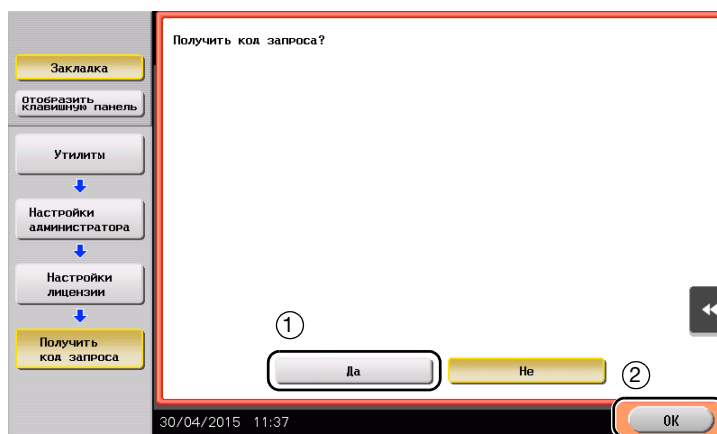 Получить код запроса?
Закладка
Отобразить
клавишную панель
Утилиты
Настройки
администратора
Настройки
лицензии
Получить
код запроса
1
Да
Не
2
30/04/2015 11:37
OK